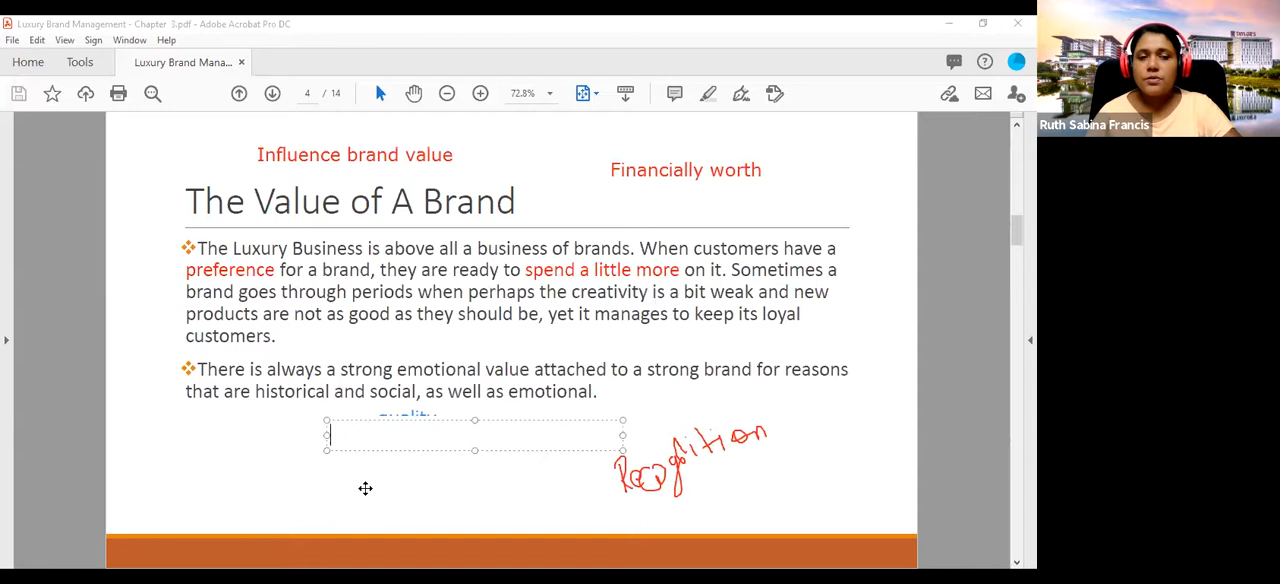 Luxury Brand Management - Chapter 3.pdf - Adobe Acrobat Pro DC
File Edit View Sign Window Help
Home Tools Luxury Brand Mana... ×
4 / 14 72.8%
Ruth Sabina Francis
Influence brand value
Financially worth
The Value of A Brand
The Luxury Business is above all a business of brands. When customers have a
preference for a brand, they are ready to spend a little more on it. Sometimes a
brand goes through periods when perhaps the creativity is a bit weak and new
products are not as good as they should be, yet it manages to keep its loyal
customers.
There is always a strong emotional value attached to a strong brand for reasons
that are historical and social, as well as emotional.
quality
Recognition